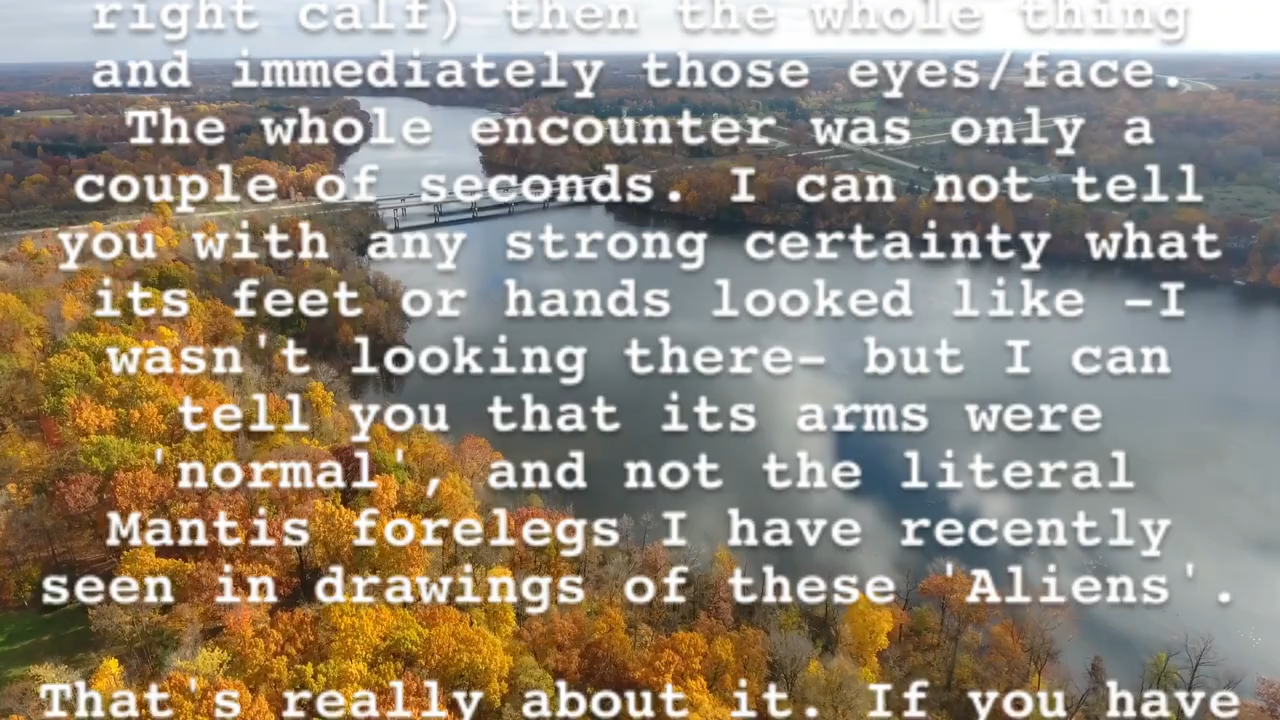 right calf) then the whole thing
and immediately those eyes/face.
The whole encounter was only a
couple of seconds. I can not tell
you with any strong certainty what
its feet or hands looked like -I
wasn't looking there- but I can
tell you that its arms were
'normal', and not the literal
Mantis forelegs I have recently
seen in drawings of these 'Aliens'.
That's really about it. If you have